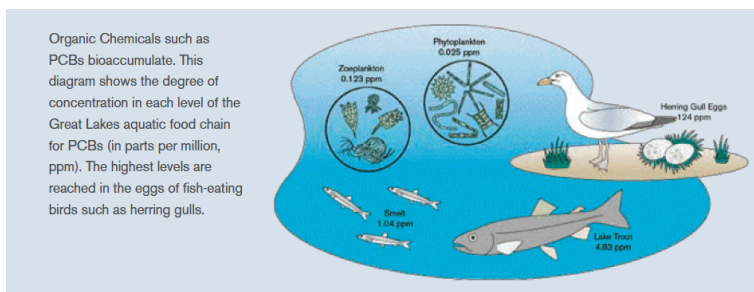 Organic Chemicals such as
PCBs bioaccumulate. This
diagram shows the degree of
concentration in each level of the
Great Lakes aquatic food chain
for PCBs (in parts per million,
ppm). The highest levels are
reached in the eggs of fish-eating
birds such as herring gulls.
Phytoplankton
0.025 ppm
Zoeplankton
0.123 ppm
Herring Gull Eggs
124 ppm
Smelt
1.04 ppm
Lake Trout
4.83 ppm